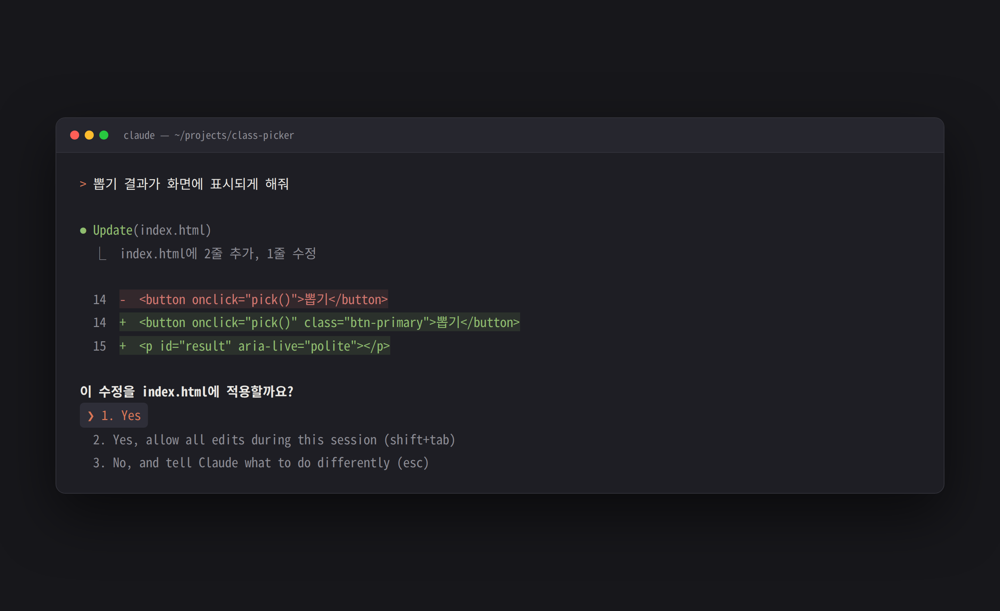 claude — ~/projects/class-picker
> 뽑기 결과가 화면에 표시되게 해줘
● Update(index.html)
⎿ index.html에 2줄 추가, 1줄 수정
14 - <button onclick="pick()">뽑기</button>
14 + <button onclick="pick()" class="btn-primary">뽑기</button>
15 + <p id="result" aria-live="polite"></p>
이 수정을 index.html에 적용할까요?
❯ 1. Yes
2. Yes, allow all edits during this session (shift+tab)
3. No, and tell Claude what to do differently (esc)